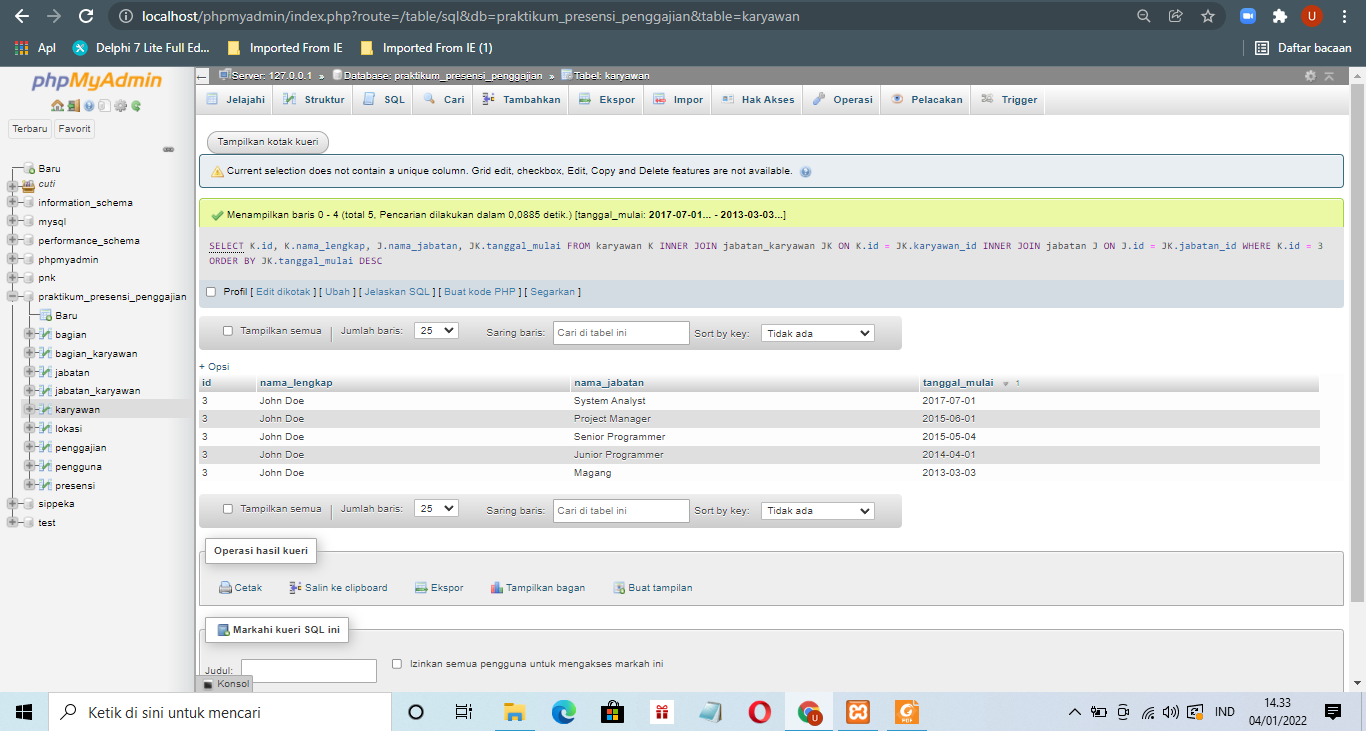 localhost/phpmyadmin/index.php?route=/table/sql&db=praktikum_presensi_penggajian&table=karyawan
U
Apl
Delphi 7 Lite Full Ed...
Imported From IE
Imported From IE (1)
Daftar bacaan
phpMyAdmin
Terbaru
Favorit
Baru
cuti
information_schema
mysql
performance_schema
phpmyadmin
pnk
praktikum_presensi_penggajian
Baru
bagian
bagian_karyawan
jabatan
jabatan_karyawan
karyawan
lokasi
penggajian
pengguna
presensi
sippeka
test
Server: 127.0.0.1 » Database: praktikum_presensi_penggajian » Tabel: karyawan
Jelajahi Struktur SQL Cari Tambahkan Ekspor Impor Hak Akses Operasi Pelacakan Trigger
Tampilkan kotak kueri
Current selection does not contain a unique column. Grid edit, checkbox, Edit, Copy and Delete features are not available.
Menampilkan baris 0 - 4 (total 5, Pencarian dilakukan dalam 0,0885 detik.) [tanggal_mulai: 2017-07-01... - 2013-03-03...]
SELECT K.id, K.nama_lengkap, J.nama_jabatan, JK.tanggal_mulai FROM karyawan K INNER JOIN jabatan_karyawan JK ON K.id = JK.karyawan_id INNER JOIN jabatan J ON J.id = JK.jabatan_id WHERE K.id = 3
ORDER BY JK.tanggal_mulai DESC
Profil [ Edit dikotak ] [ Ubah ] [ Jelaskan SQL ] [ Buat kode PHP ] [ Segarkan ]
Tampilkan semua | Jumlah baris: 25 Saring baris: Cari di tabel ini Sort by key: Tidak ada
+ Opsi
id nama_lengkap nama_jabatan tanggal_mulai 1
3 John Doe System Analyst 2017-07-01
3 John Doe Project Manager 2015-06-01
3 John Doe Senior Programmer 2015-05-04
3 John Doe Junior Programmer 2014-04-01
3 John Doe Magang 2013-03-03
Tampilkan semua | Jumlah baris: 25 Saring baris: Cari di tabel ini Sort by key: Tidak ada
Operasi hasil kueri
Cetak Salin ke clipboard Ekspor Tampilkan bagan Buat tampilan
Markahi kueri SQL ini
Judul: Izinkan semua pengguna untuk mengakses markah ini
Konsol
Ketik di sini untuk mencari
U
PDF
IND
14.33
04/01/2022